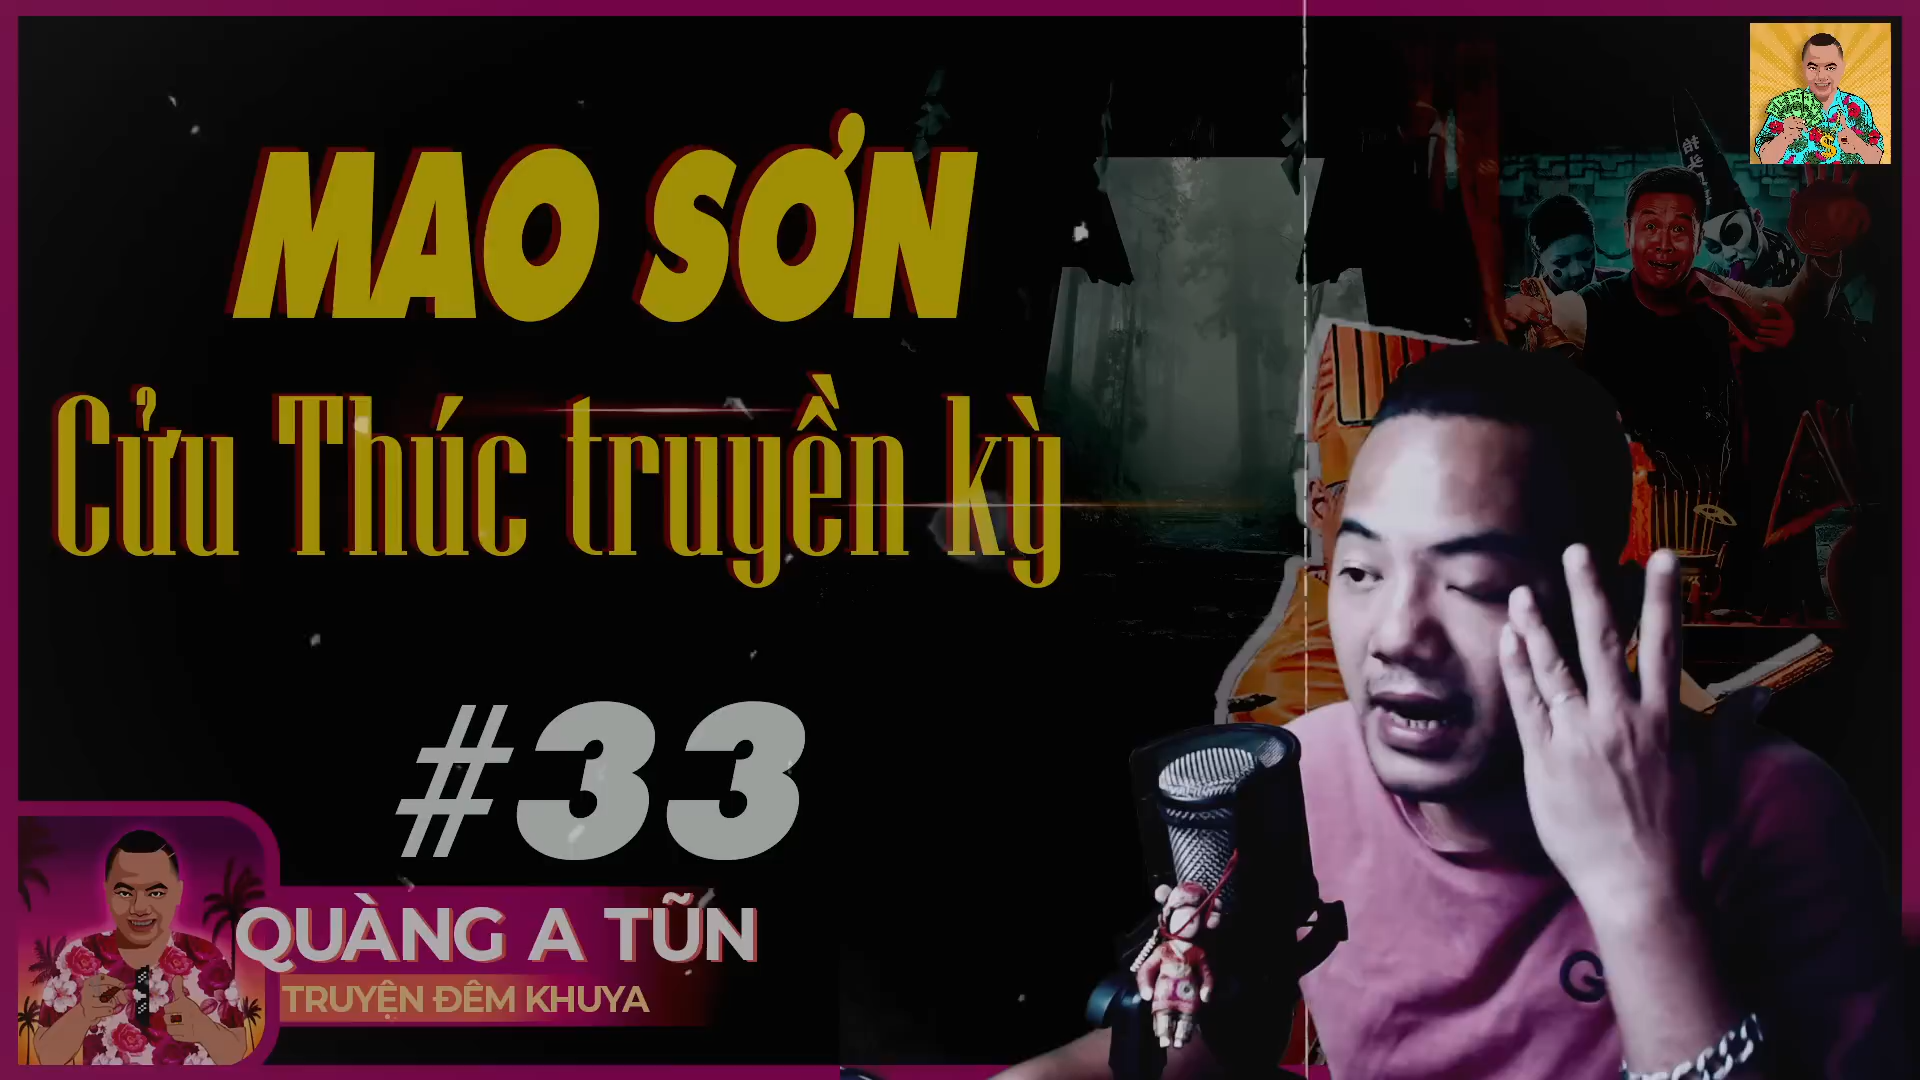 MAO SƠN
Cửu Thúc truyền kỳ
#33
QUÀNG A TŨN
TRUYỆN ĐÊM KHUYA
G